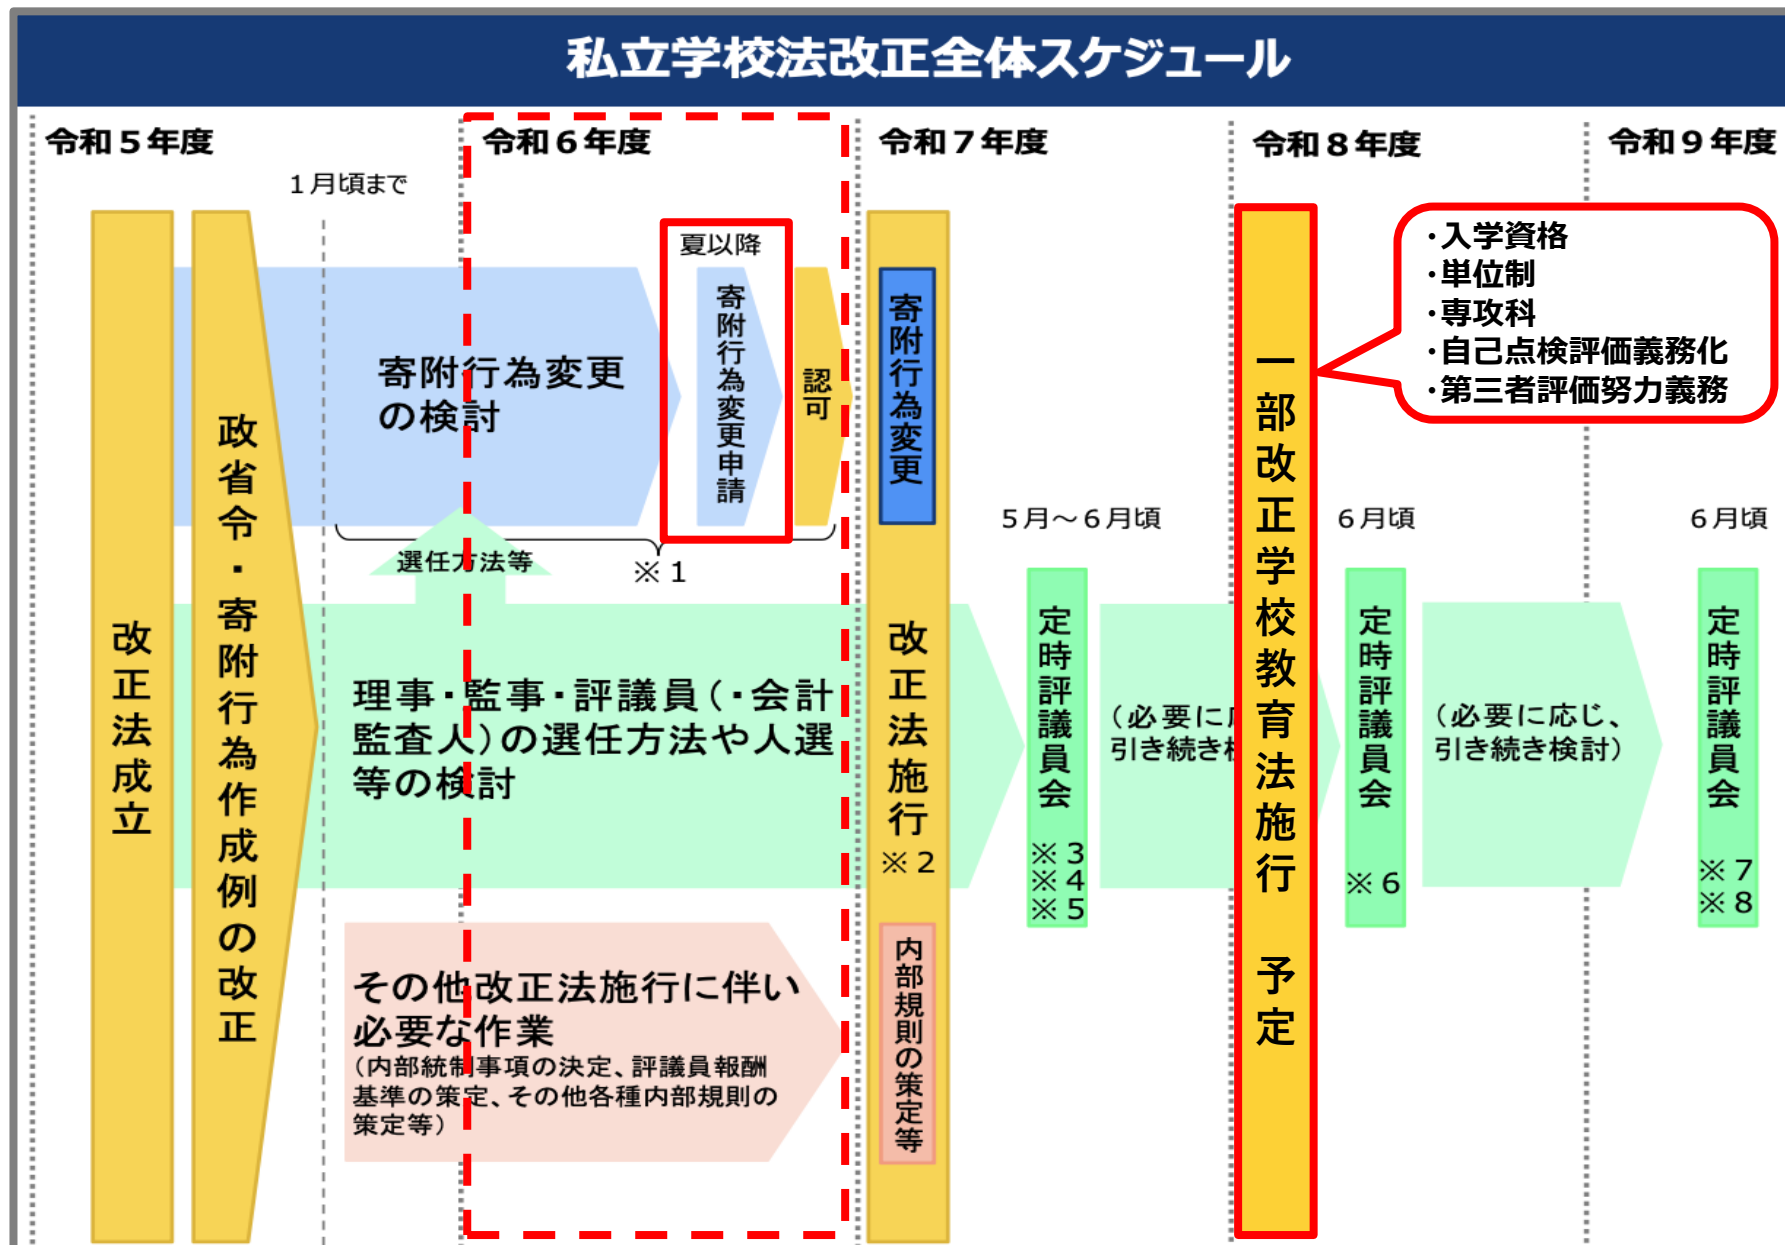 私立学校法改正全体スケジュール
令和５年度
令和６年度
令和７年度
令和８年度
令和９年度
１月頃まで
改正法成立
政省令・寄附行為作成例の改正
寄附行為変更
の検討
夏以降
寄附行為変更申請
認可
寄附行為変更
選任方法等
※１
理事・監事・評議員（・会計
監査人）の選任方法や人選
等の検討
その他改正法施行に伴い
必要な作業
（内部統制事項の決定、評議員報酬
基準の策定、その他各種内部規則の
策定等）
改正法施行
※２
内部規則の策定等
５月～６月頃
定時評議員会
※３
※４
※５
（必要に
引き続き
一部改正学校教育法施行　予定
・入学資格
・単位制
・専攻科
・自己点検評価義務化
・第三者評価努力義務
６月頃
定時評議員会
※６
（必要に応じ、
引き続き検討）
６月頃
定時評議員会
※７
※８